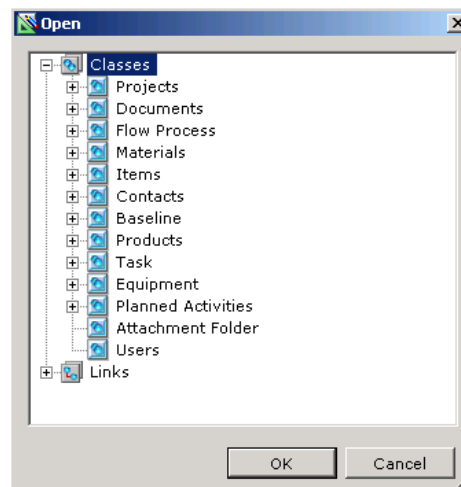 Open
Classes
Projects
Documents
Flow Process
Materials
Items
Contacts
Baseline
Products
Task
Equipment
Planned Activities
Attachment Folder
Users
Links
OK Cancel